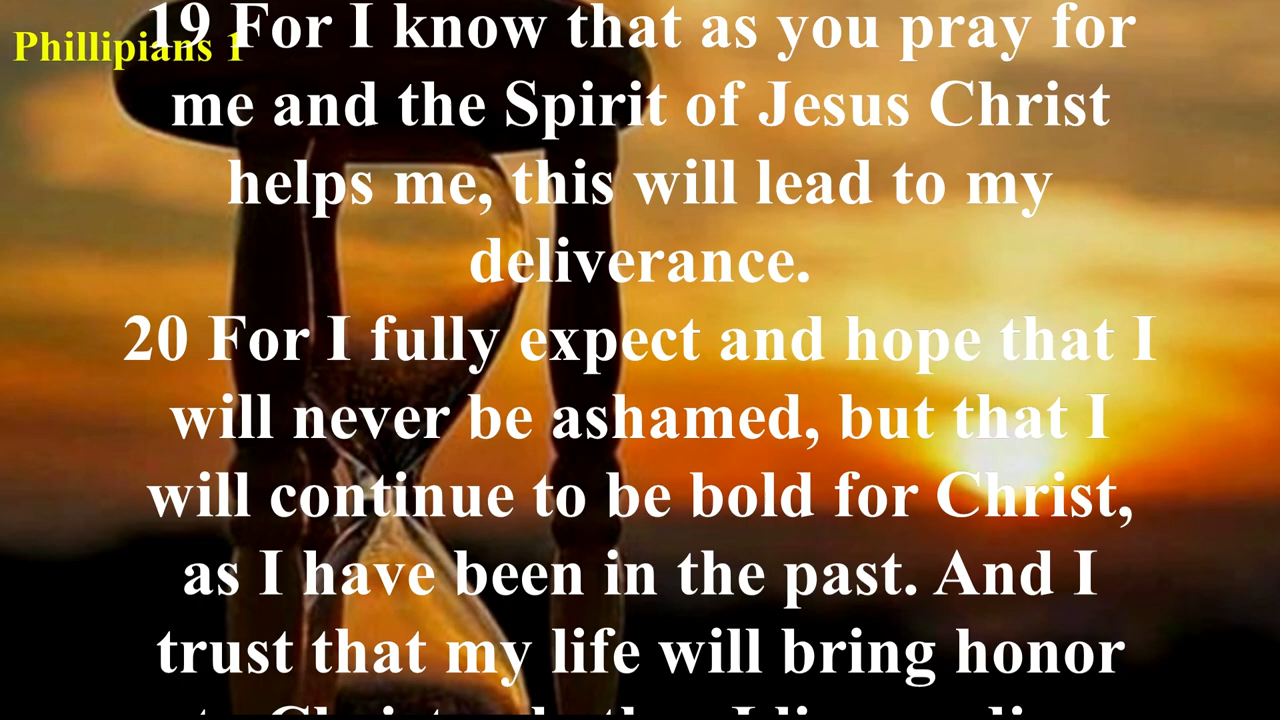 Phillipians 1
19 For I know that as you pray for
me and the Spirit of Jesus Christ
helps me, this will lead to my
deliverance.
20 For I fully expect and hope that I
will never be ashamed, but that I
will continue to be bold for Christ,
as I have been in the past. And I
trust that my life will bring honor